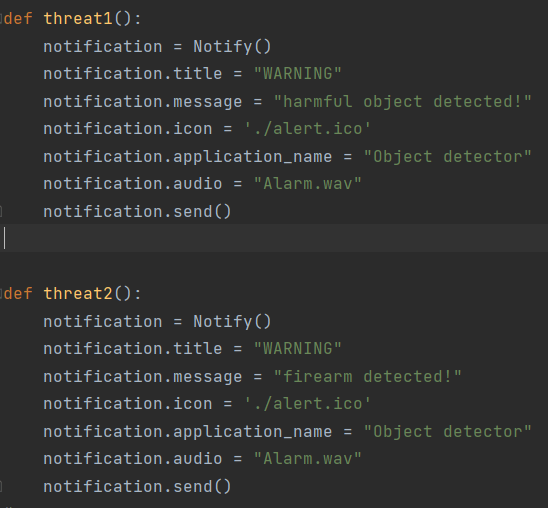 def threat1():
    notification = Notify()
    notification.title = "WARNING"
    notification.message = "harmful object detected!"
    notification.icon = './alert.ico'
    notification.application_name = "Object detector"
    notification.audio = "Alarm.wav"
    notification.send()
def threat2():
    notification = Notify()
    notification.title = "WARNING"
    notification.message = "firearm detected!"
    notification.icon = './alert.ico'
    notification.application_name = "Object detector"
    notification.audio = "Alarm.wav"
    notification.send()